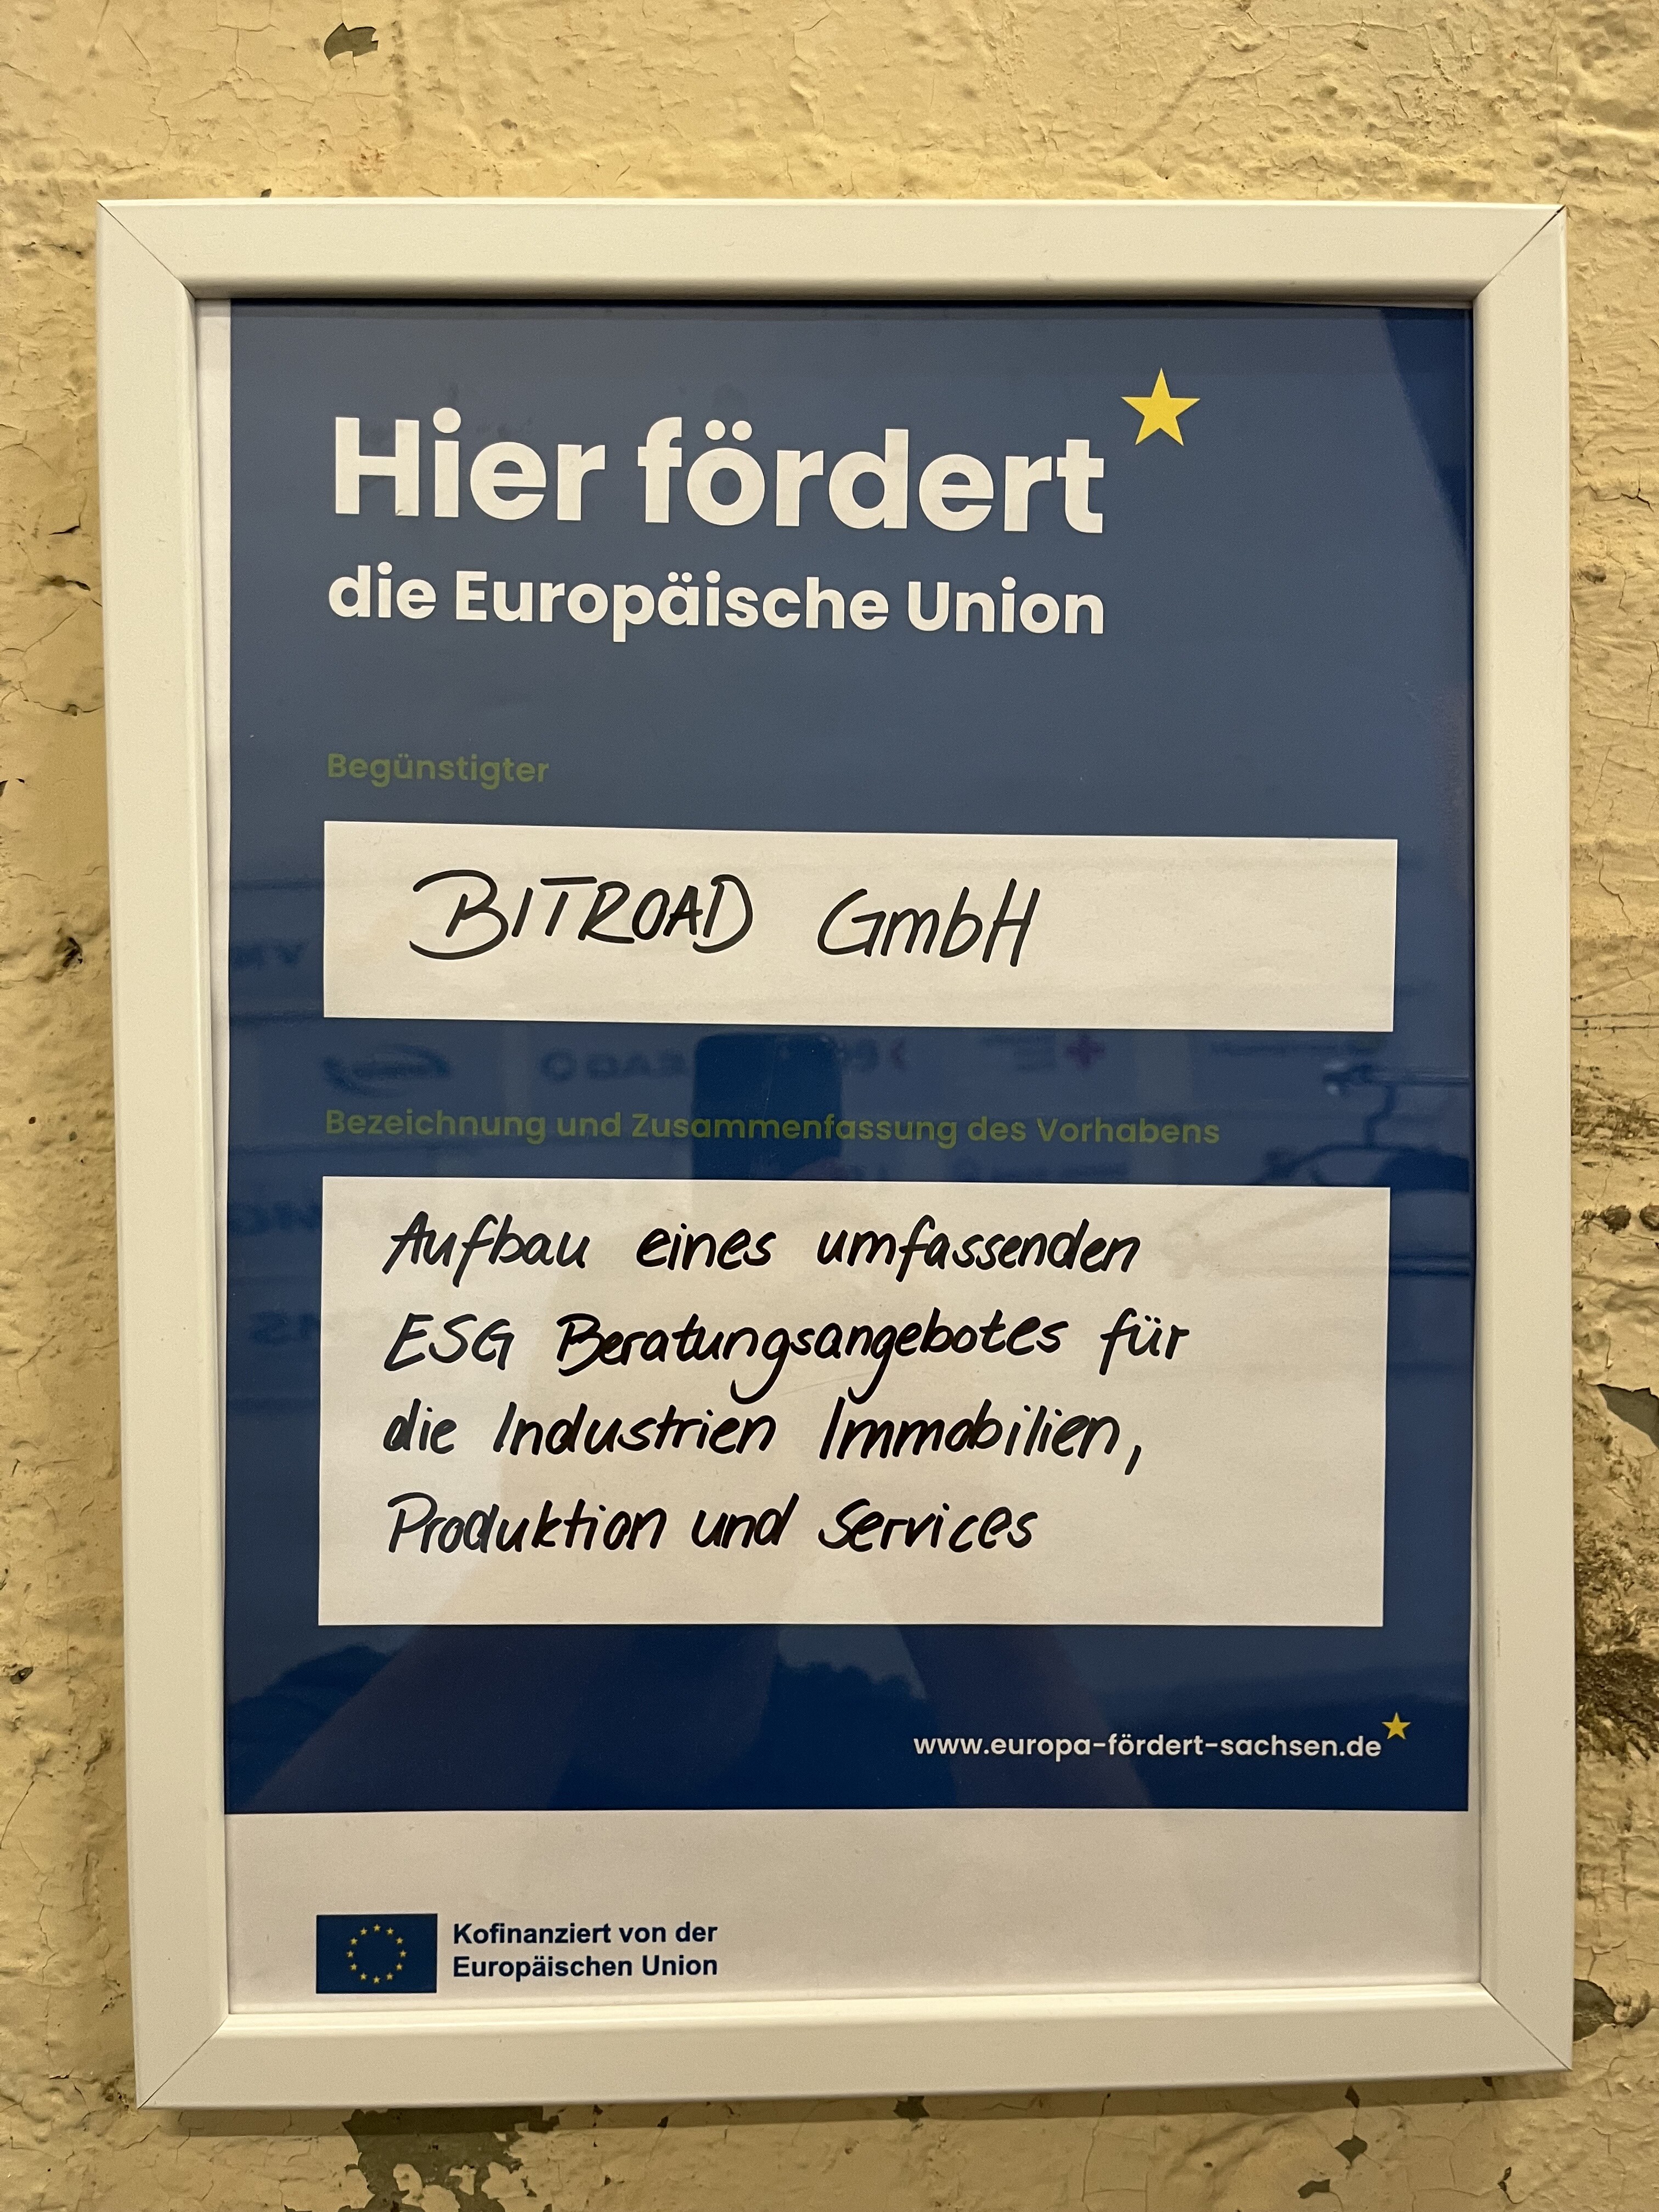 Hier fördert
die Europäische Union
Begünstigter
BITROAD GmbH
Bezeichnung und Zusammenfassung des Vorhabens
Aufbau eines umfassenden
ESG Beratungsangebotes für
die Industrien Immobilien,
Produktion und Services
www.europa-fördert-sachsen.de
Kofinanziert von der
Europäischen Union